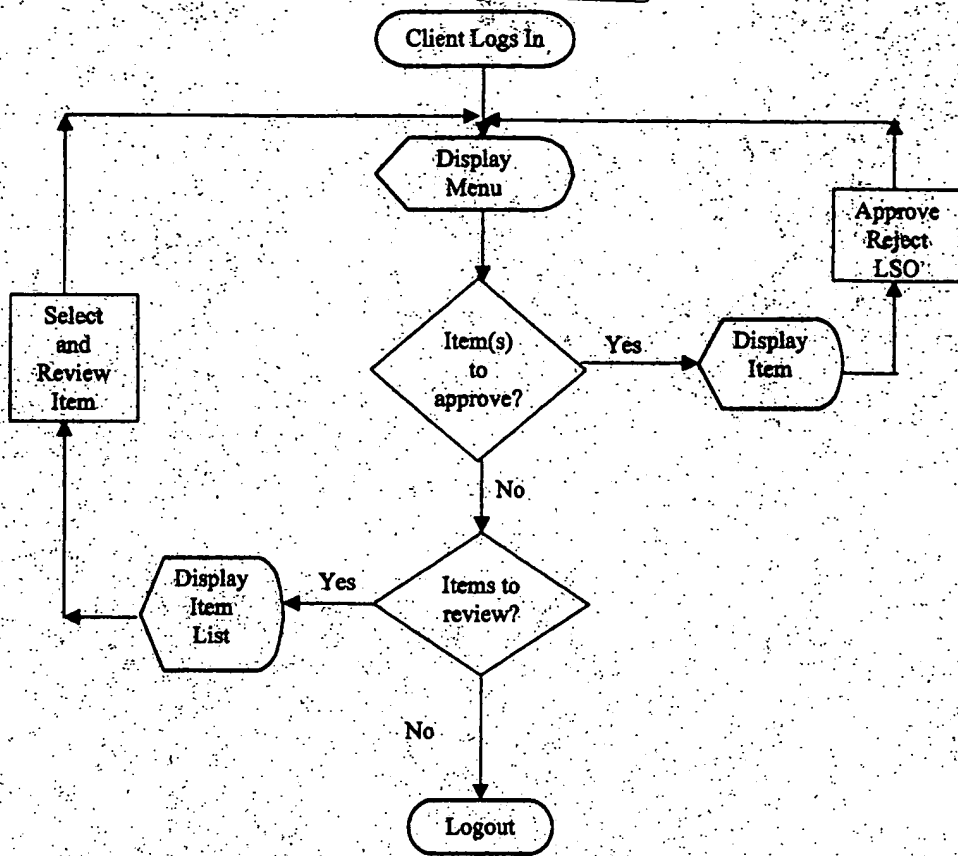 Client Logs In
Display
Menu
Approve
Reject
LSO
Select
and
Review
Item
Item(s)
to
approve?
Yes
Display
Item
No
Display
Item
List
Yes
Items to
review?
No
Logout